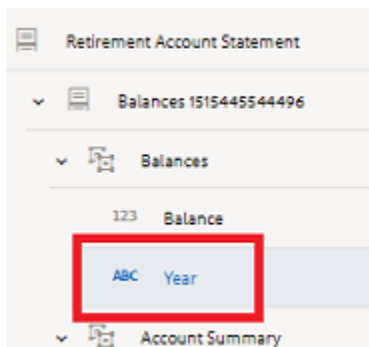 Retirement Account Statement
Balances 1515445544496
Balances
123 Balance
ABC Year
Account Summary